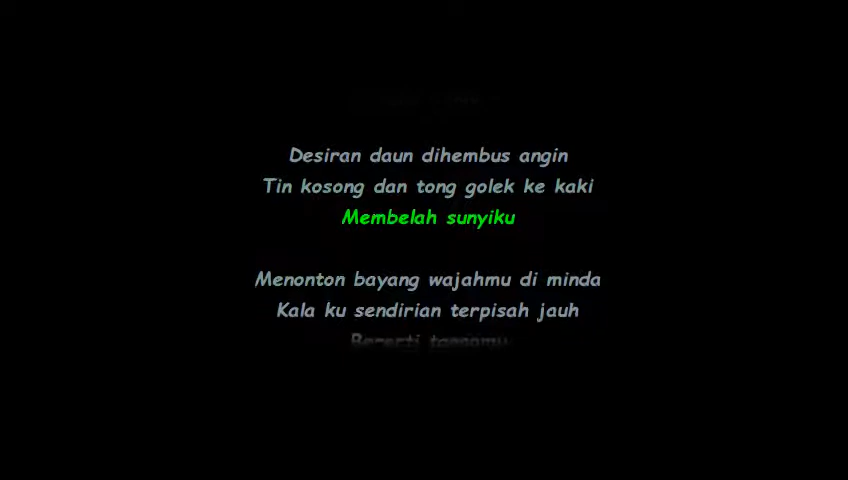 Desiran daun dihembus angin
Tin kosong dan tong golek ke kaki
Membelah sunyiku
Menonton bayang wajahmu di minda
Kala ku sendirian terpisah jauh
Bererti